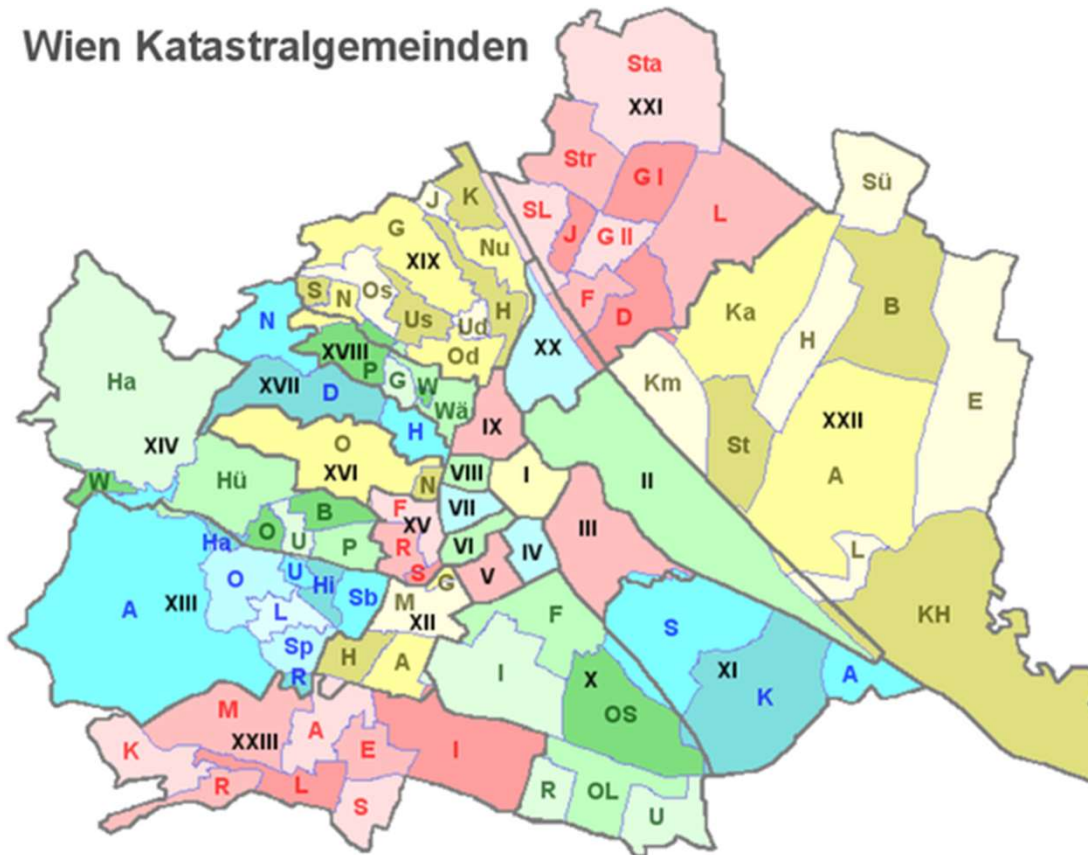 Wien Katastralgemeinden
Sta
XXI
Str
G I
Sü
J
K
SL
J
G II
L
G
Nu
XIX
S
N
Os
Us
Ud
H
F
D
Ka
H
B
N
XVIII
P
Od
XX
Ha
XVII
D
G
W
Wä
Km
E
H
IX
XXII
St
A
XIV
O
XVI
N
VIII
I
II
W
Hü
VII
B
F
XV
III
O
U
P
R
VI
IV
L
Ha
S
V
O
U
Hi
Sb
G
M
XII
A
XIII
L
F
S
KH
Sp
R
H
A
I
X
XI
K
A
OS
M
XXIII
A
E
I
K
R
L
S
R
OL
U